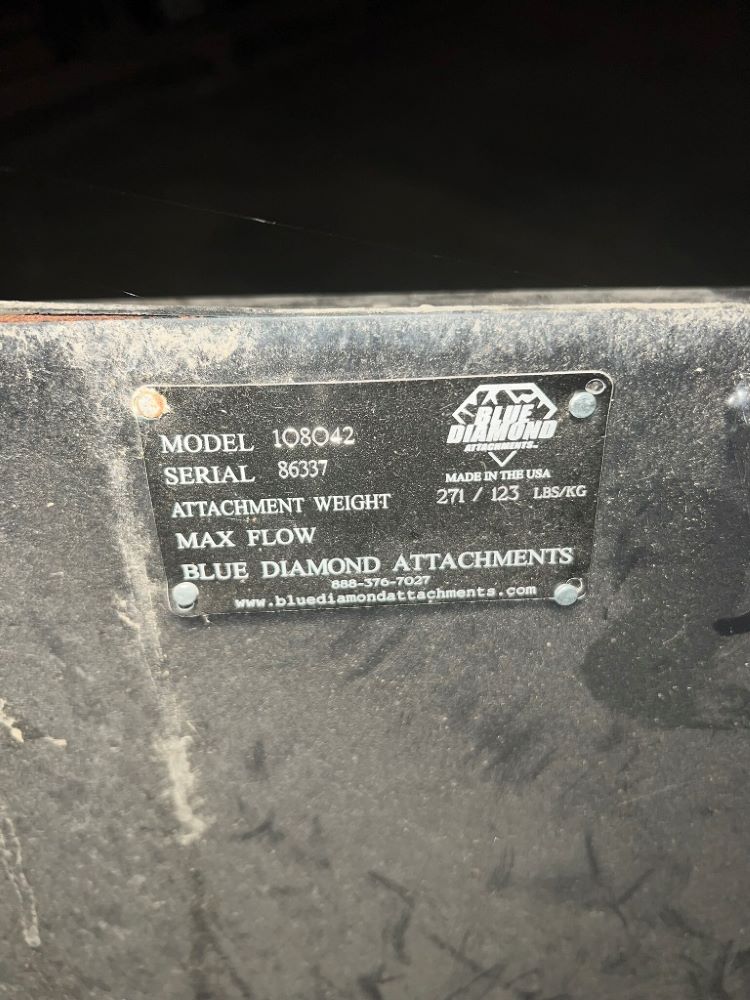 BLUE
DIAMOND
ATTACHMENTS
MODEL 108042
SERIAL 86337
MADE IN THE USA
ATTACHMENT WEIGHT 271 / 123 LBS/KG
MAX FLOW
BLUE DIAMOND ATTACHMENTS
888-376-7027
www.bluediamondattachments.com